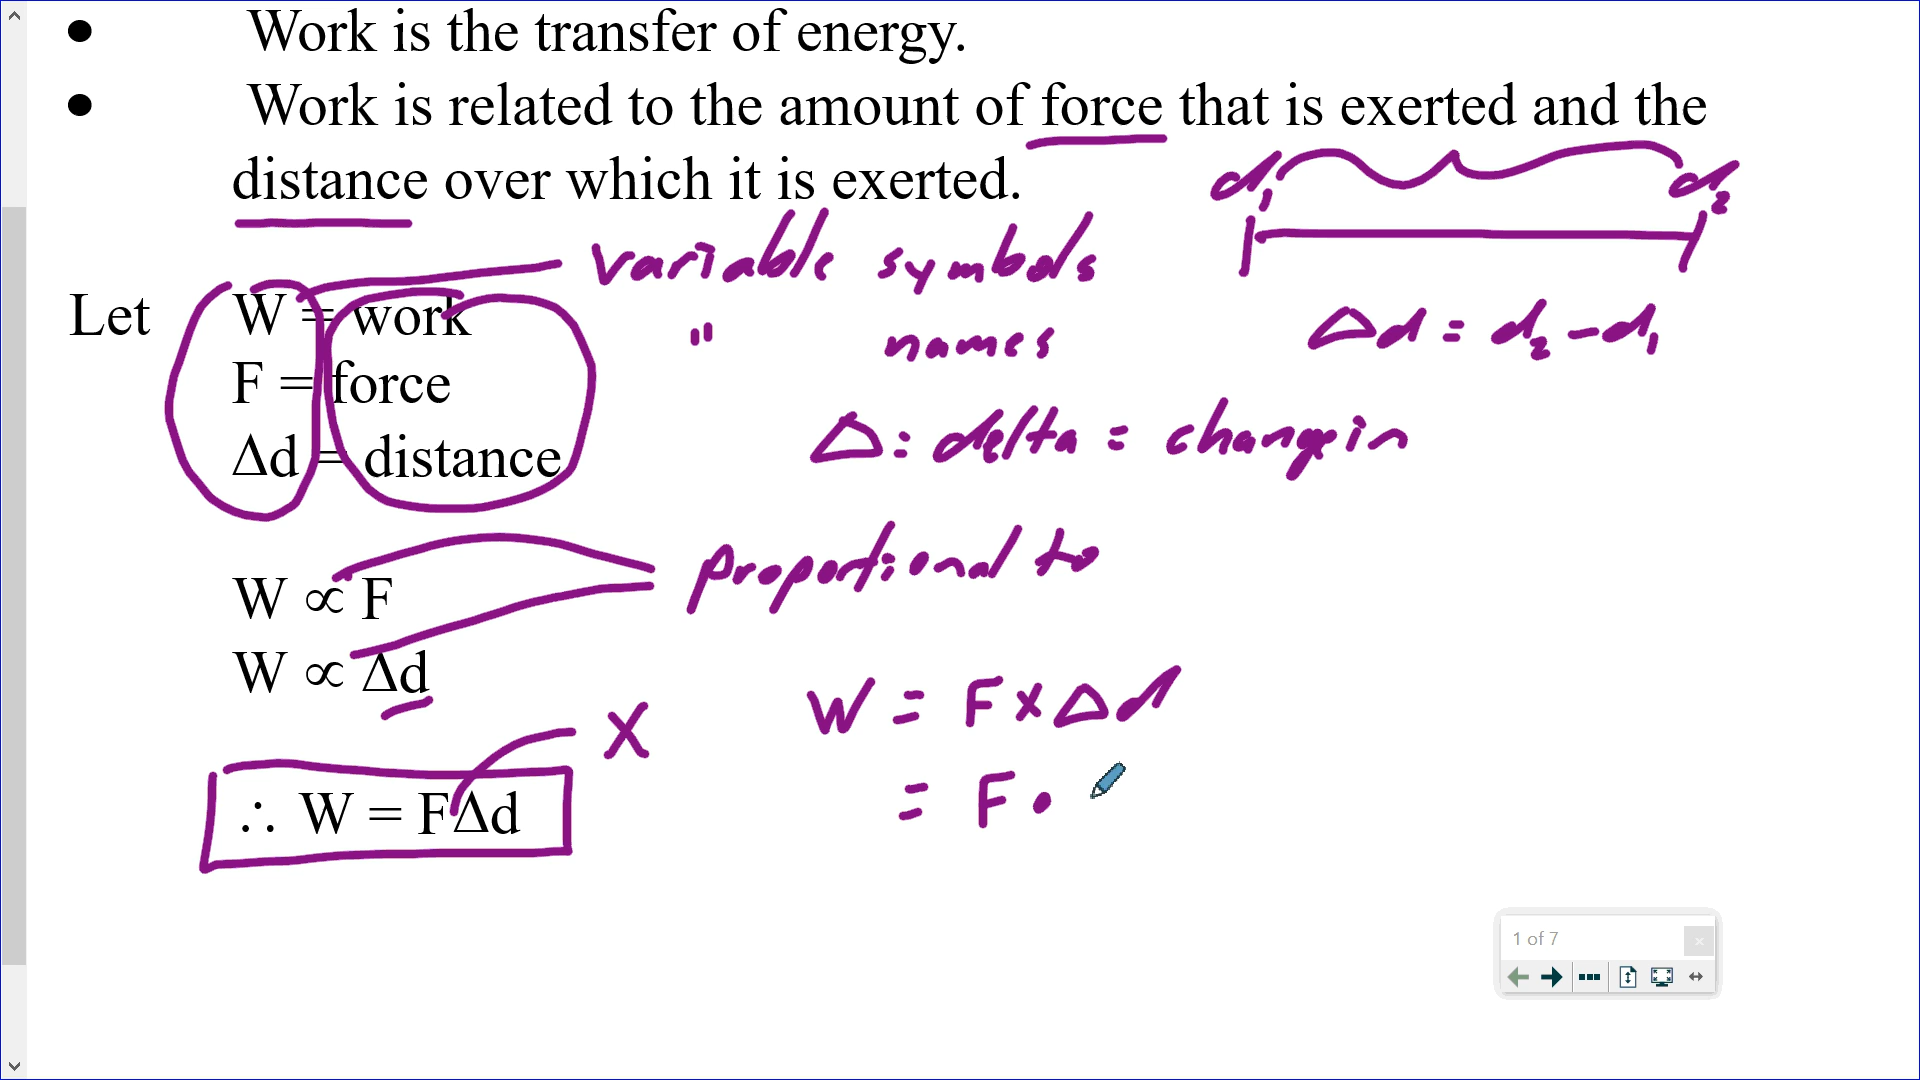 • Work is the transfer of energy.
• Work is related to the amount of force that is exerted and the
distance over which it is exerted.
d₁ d₂
variable symbols
Let W = work
" names
Δd = d₂ - d₁
F = force
Δ: delta = change in
Δd = distance
proportional to
W ∝ F
W ∝ Δd
W = F x Δd
x
= F •
∴ W = FΔd
1 of 7